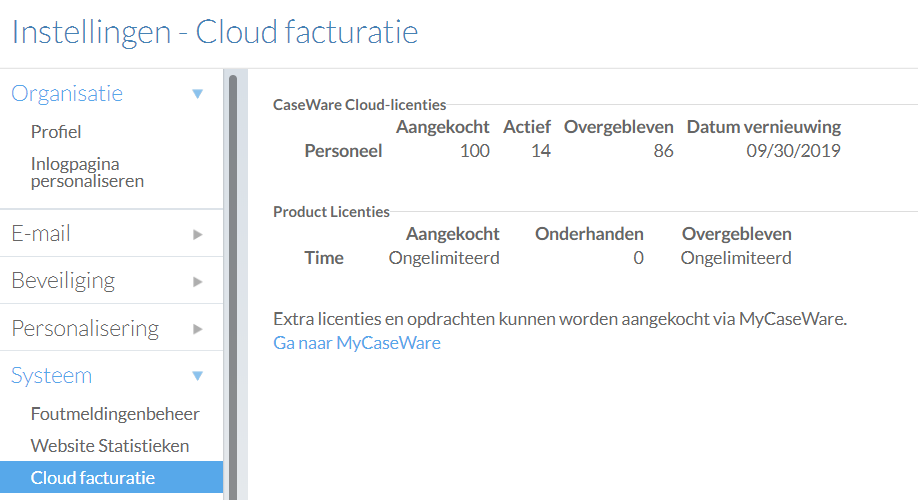 Instellingen - Cloud facturatie
Organisatie
Profiel
Inlogpagina
personaliseren
E-mail
Beveiliging
Personalisering
Systeem
Foutmeldingenbeheer
Website Statistieken
Cloud facturatie
CaseWare Cloud-licenties
Aangekocht Actief Overgebleven Datum vernieuwing
Personeel 100 14 86 09/30/2019
Product Licenties
Aangekocht Onderhanden Overgebleven
Time Ongelimiteerd 0 Ongelimiteerd
Extra licenties en opdrachten kunnen worden aangekocht via MyCaseWare.
Ga naar MyCaseWare